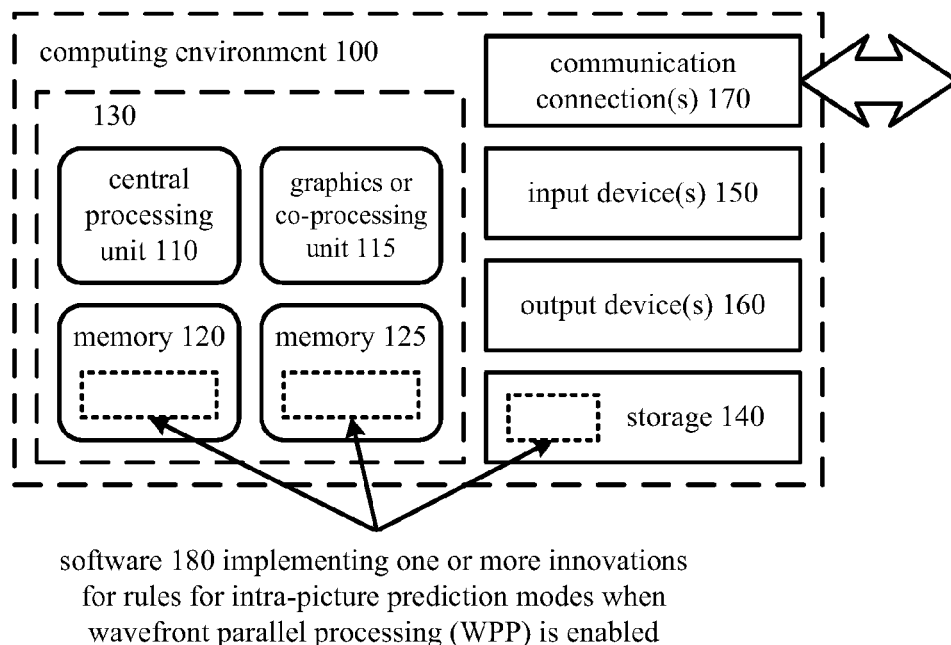 computing environment 100
130
central
processing
unit 110
graphics or
co-processing
unit 115
memory 120
memory 125
communication
connection(s) 170
input device(s) 150
output device(s) 160
storage 140
software 180 implementing one or more innovations
for rules for intra-picture prediction modes when
wavefront parallel processing (WPP) is enabled